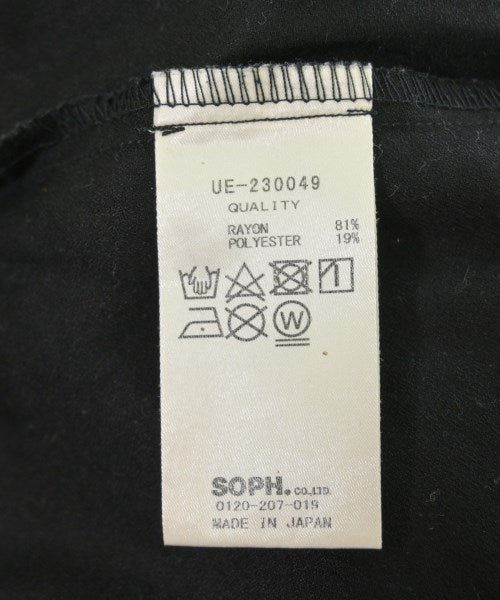 UE-230049
QUALITY
RAYON 81%
POLYESTER 19%
W
SOPH. CO.,LTD.
0120-207-019
MADE IN JAPAN